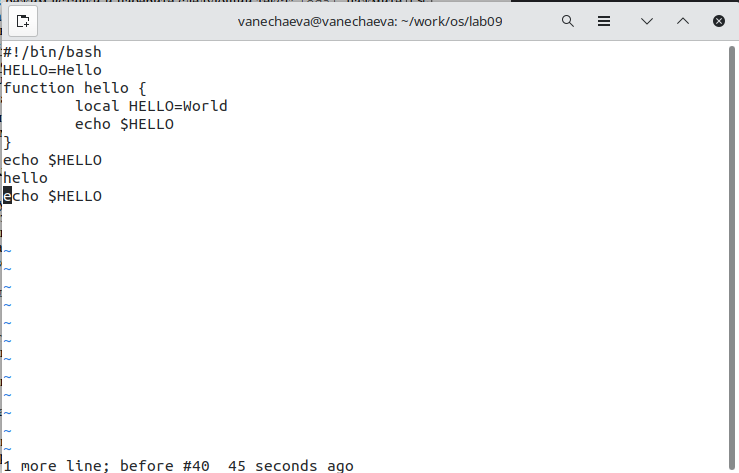 vanechaeva@vanechaeva: ~/work/os/lab09
#!/bin/bash
HELLO=Hello
function hello {
        local HELLO=World
        echo $HELLO
}
echo $HELLO
hello
echo $HELLO
~
~
~
~
~
~
~
~
~
~
~
~
1 more line; before #40  45 seconds ago